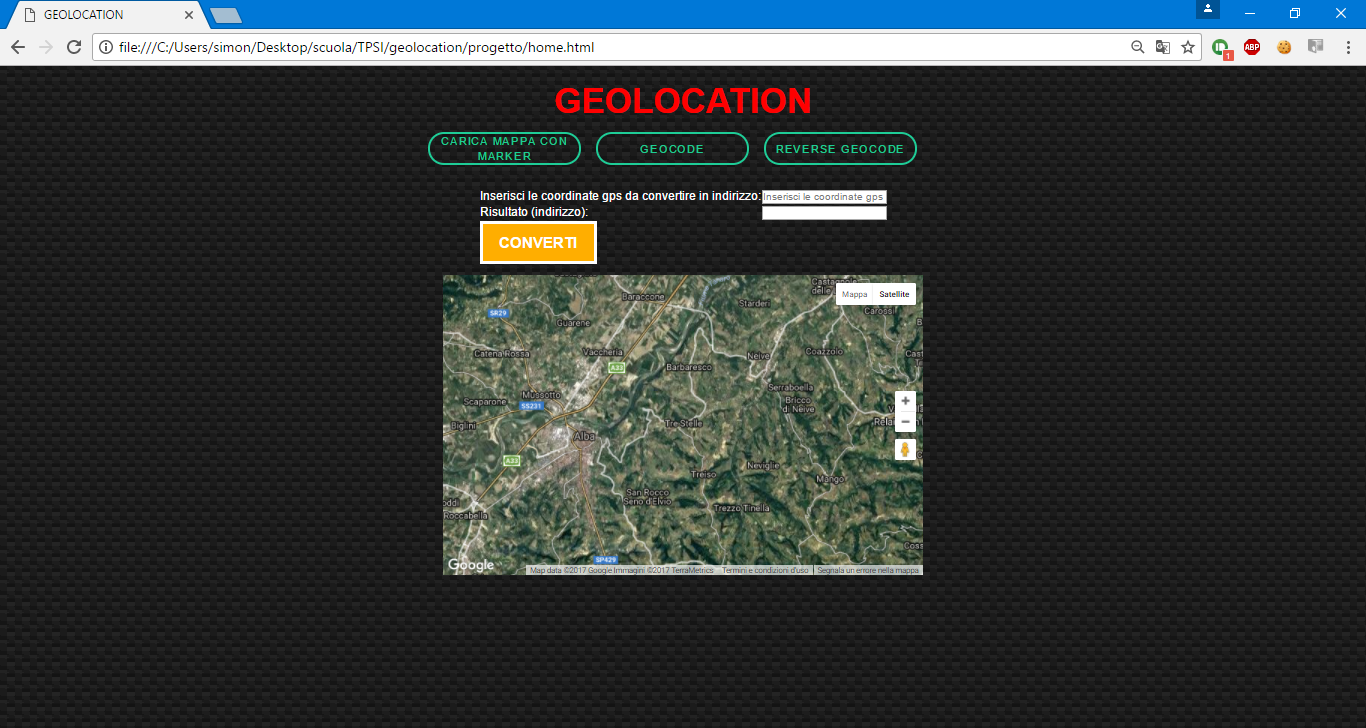 GEOLOCATION
file:///C:/Users/simon/Desktop/scuola/TPSI/geolocation/progetto/home.html
ABP
1
GEOLOCATION
CARICA MAPPA CON
MARKER
GEOCODE
REVERSE GEOCODE
Inserisci le coordinate gps da convertire in indirizzo:
Inserisci le coordinate gps
Risultato (indirizzo):
CONVERTI
Castagnole
delle
Mappa
Satellite
Baraccone
Starderi
Carossi
SR29
Guarene
Catena Rossa
Vaccheria
Neive
Coazzolo
A33
Barbaresco
Serraboella
Mussotto
Scaparone
SS231
Bricco
di Neive
Biglini
Alba
Tre Stelle
A33
Neviglie
Treiso
Mango
San Rocco
Seno d'Elvio
Trezzo Tinella
Roccabella
SP429
Google
Map data ©2017 Google Immagini ©2017 TerraMetrics
Termini e condizioni d'uso
Segnala un errore nella mappa